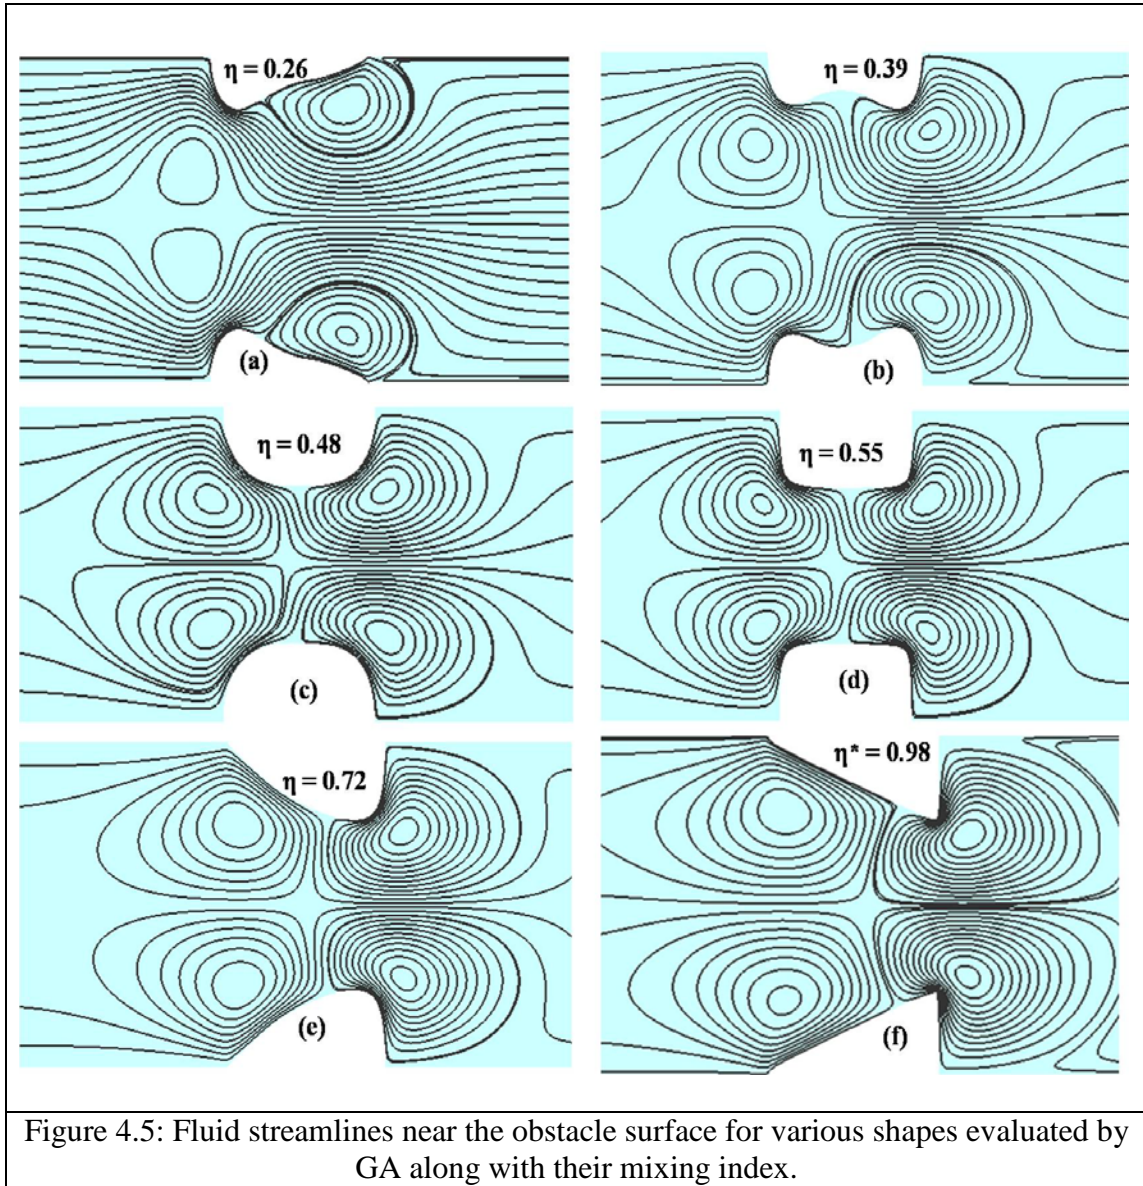 η = 0.26
(a)
η = 0.39
(b)
η = 0.48
(c)
η = 0.55
(d)
η = 0.72
(e)
η* = 0.98
(f)
Figure 4.5: Fluid streamlines near the obstacle surface for various shapes evaluated by
GA along with their mixing index.